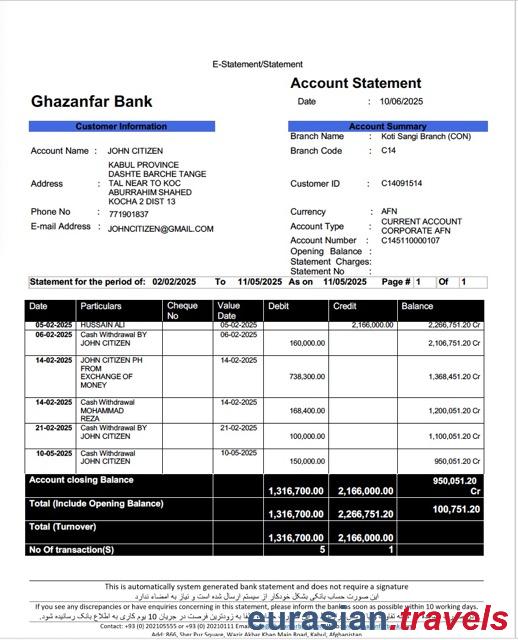 E-Statement/Statement
Account Statement
Ghazanfar Bank
Date : 10/06/2025
Customer Information
Account Summary
Branch Name : Koti Sangi Branch (CON)
Account Name : JOHN CITIZEN
Branch Code : C14
Address : KABUL PROVINCE
DASHTE BARCHE TANGE
TAL NEAR TO KOC
ABURRAHIM SHAHED
KOCHA 2 DIST 13
Customer ID : C14091514
Phone No : 771901837
Currency : AFN
E-mail Address : JOHNCITIZEN@GMAIL.COM
Account Type : CURRENT ACCOUNT
CORPORATE AFN
Account Number : C145110000107
Opening Balance :
Statement Charges:
Statement No :
Statement for the period of: 02/02/2025 To 11/05/2025 As on 11/05/2025 Page # 1 Of 1
Date Particulars Cheque No Value Date Debit Credit Balance
05-02-2025 HUSSAIN ALI 05-02-2025 2,166,000.00 2,266,751.20 Cr
06-02-2025 Cash Withdrawal BY 06-02-2025
JOHN CITIZEN 160,000.00 2,106,751.20 Cr
14-02-2025 JOHN CITIZEN PH 14-02-2025
FROM
EXCHANGE OF 738,300.00 1,368,451.20 Cr
MONEY
14-02-2025 Cash Withdrawal 14-02-2025
MOHAMMAD 168,400.00 1,200,051.20 Cr
REZA
21-02-2025 Cash Withdrawal BY 21-02-2025
JOHN CITIZEN 100,000.00 1,100,051.20 Cr
10-05-2025 Cash Withdrawal 10-05-2025
JOHN CITIZEN 150,000.00 950,051.20 Cr
Account closing Balance 1,316,700.00 2,166,000.00 950,051.20 Cr
Total (Include Opening Balance) 1,316,700.00 2,266,751.20 100,751.20
Total (Turnover) 1,316,700.00 2,166,000.00
No Of transaction(S) 5 1
This is automatically system generated bank statement and does not require a signature
این صورت حساب بانکی بشکل خودکار از سیستم ارسال شده است و نیاز به امضاء ندارد
If you see any discrepancies or have enquiries concerning in this statement, please inform the bank as soon as possible within 10 working days.
به زودترین فرصت در جریان 10 یوم کاری به اطلاع بانک رسانیده شود.
Contact: +93 (0) 202105555 or +93 (0) 20210111
Add: 866, Sher Pur Square, Wazir Akbar Khan Main Road, Kabul, Afghanistan
eurasian.travels